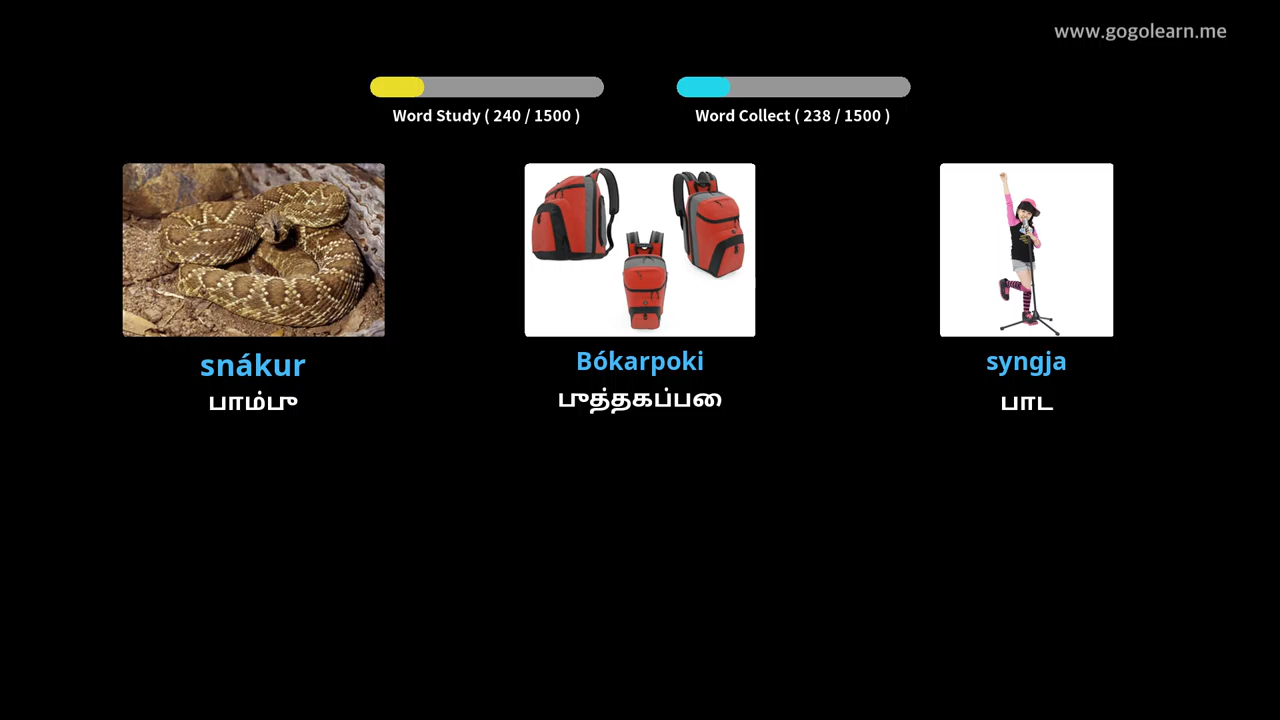 www.gogolearn.me
Word Study ( 240 / 1500 )
Word Collect ( 238 / 1500 )
snákur
பாம்பு
Bókarpoki
புத்தகப்பை
syngja
பாட